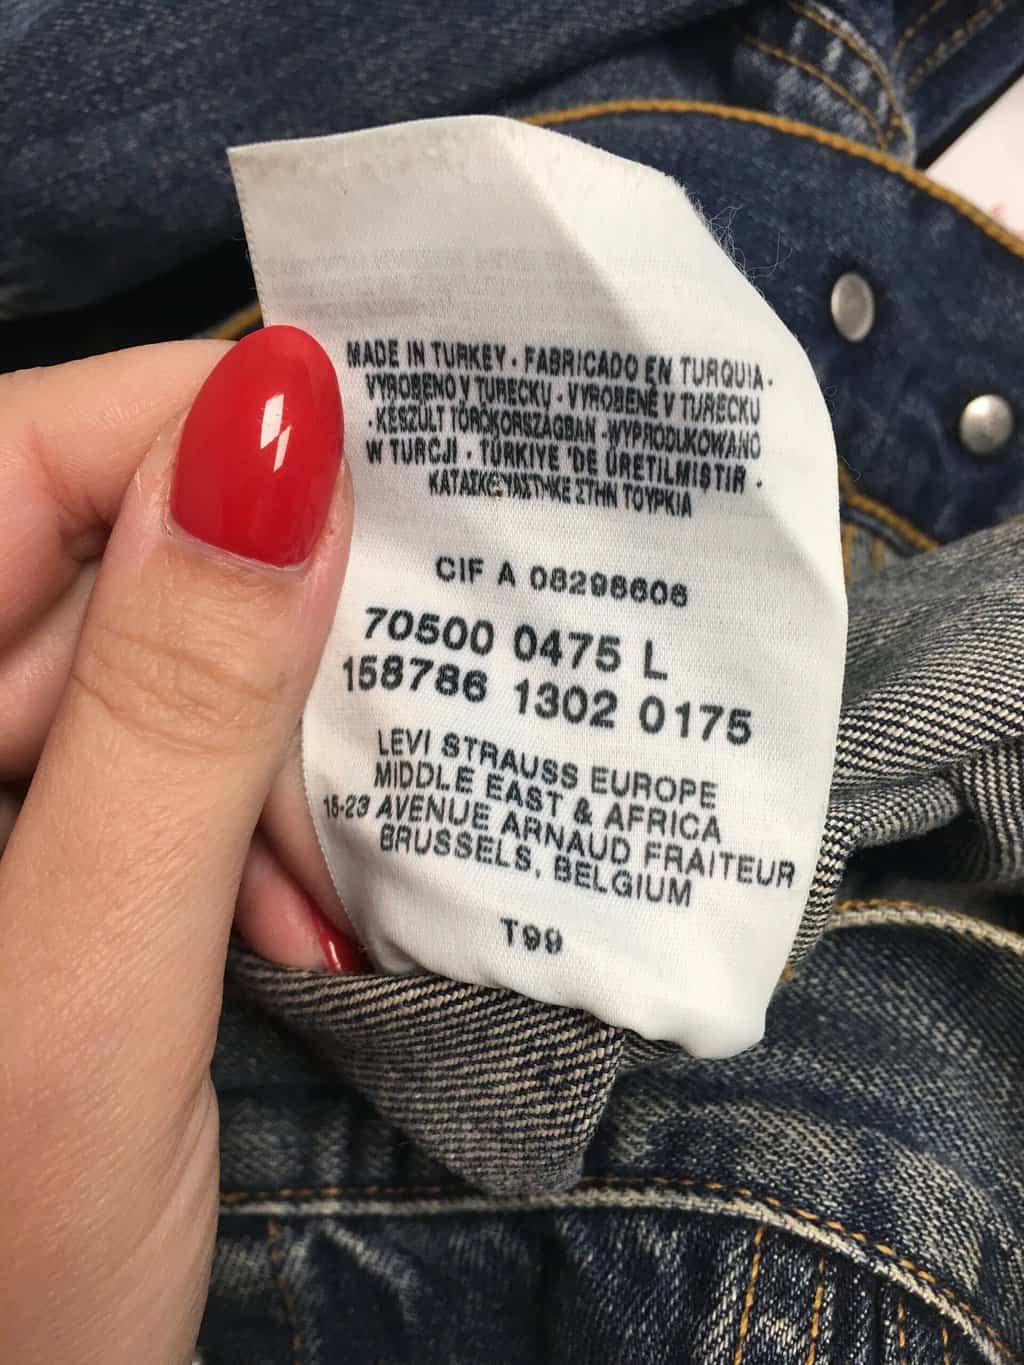 MADE IN TURKEY · FABRICADO EN TURQUIA ·
VYROBENO V TURECKU · VYROBENÉ V TURECKU
· KESZÜLT TÖRÖKORSZAGBAN · WYPRODUKOWANO
W TURCJI · TÜRKIYE 'DE ÜRETILMIŞTIR ·
ΚΑΤΑΣΚΕΥΑΣΤΗΚΕ ΣΤΗΝ ΤΟΥΡΚΙΑ
CIF A 08298606
70500 0475 L
158786 1302 0175
LEVI STRAUSS EUROPE
MIDDLE EAST & AFRICA
15-23 AVENUE ARNAUD FRAITEUR
BRUSSELS, BELGIUM
T99